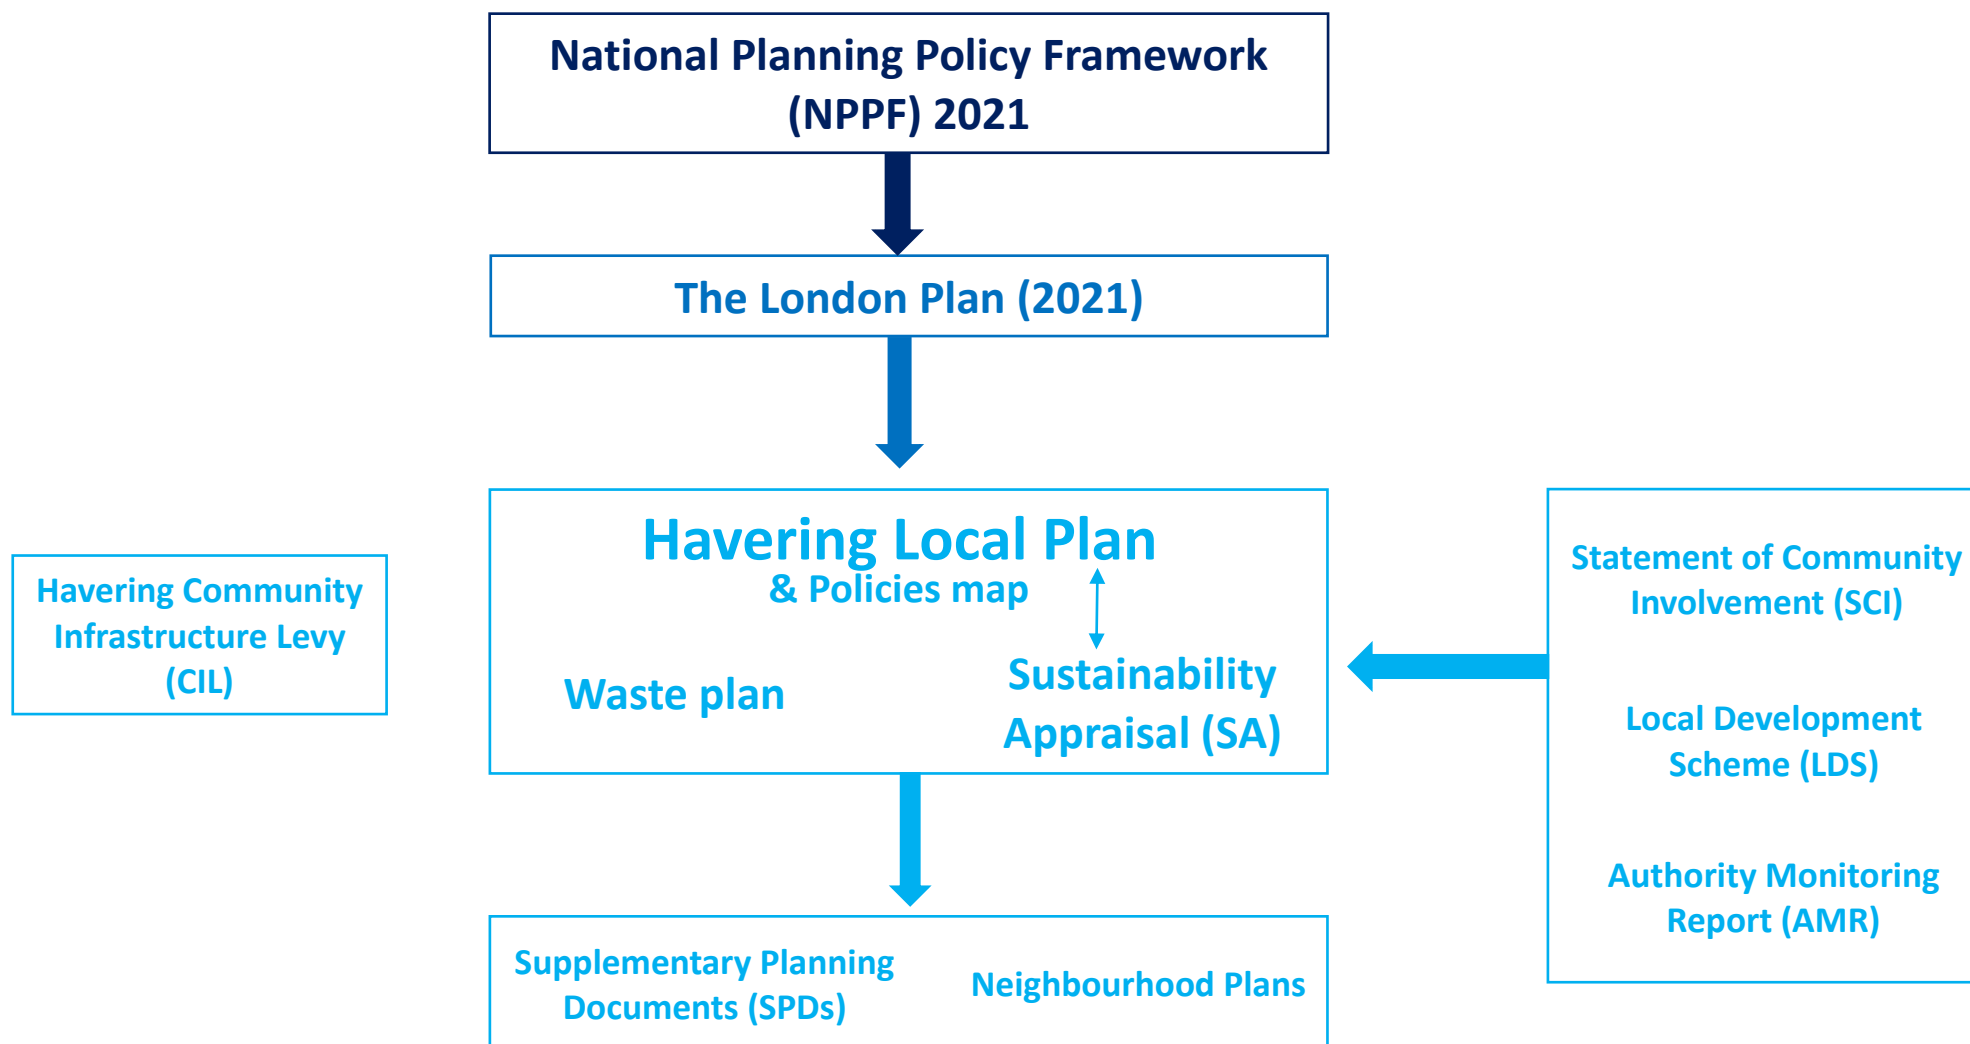 National Planning Policy Framework
(NPPF) 2021
The London Plan (2021)
Havering Local Plan
& Policies map
Waste plan
Sustainability
Appraisal (SA)
Havering Community
Infrastructure Levy
(CIL)
Statement of Community
Involvement (SCI)
Local Development
Scheme (LDS)
Authority Monitoring
Report (AMR)
Supplementary Planning
Documents (SPDs)
Neighbourhood Plans